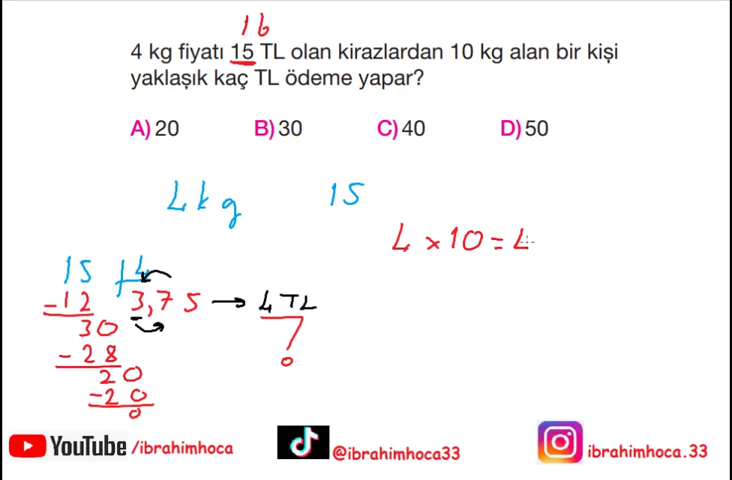 16
4 kg fiyatı 15 TL olan kirazlardan 10 kg alan bir kişi
yaklaşık kaç TL ödeme yapar?
A) 20 B) 30 C) 40 D) 50
4 kg 15
4 x 10 = 4
15 4
-12 3,75 → 4 TL
30 ?
-28
20
-20
0
YouTube /ibrahimhoca
@ibrahimhoca33
ibrahimhoca.33